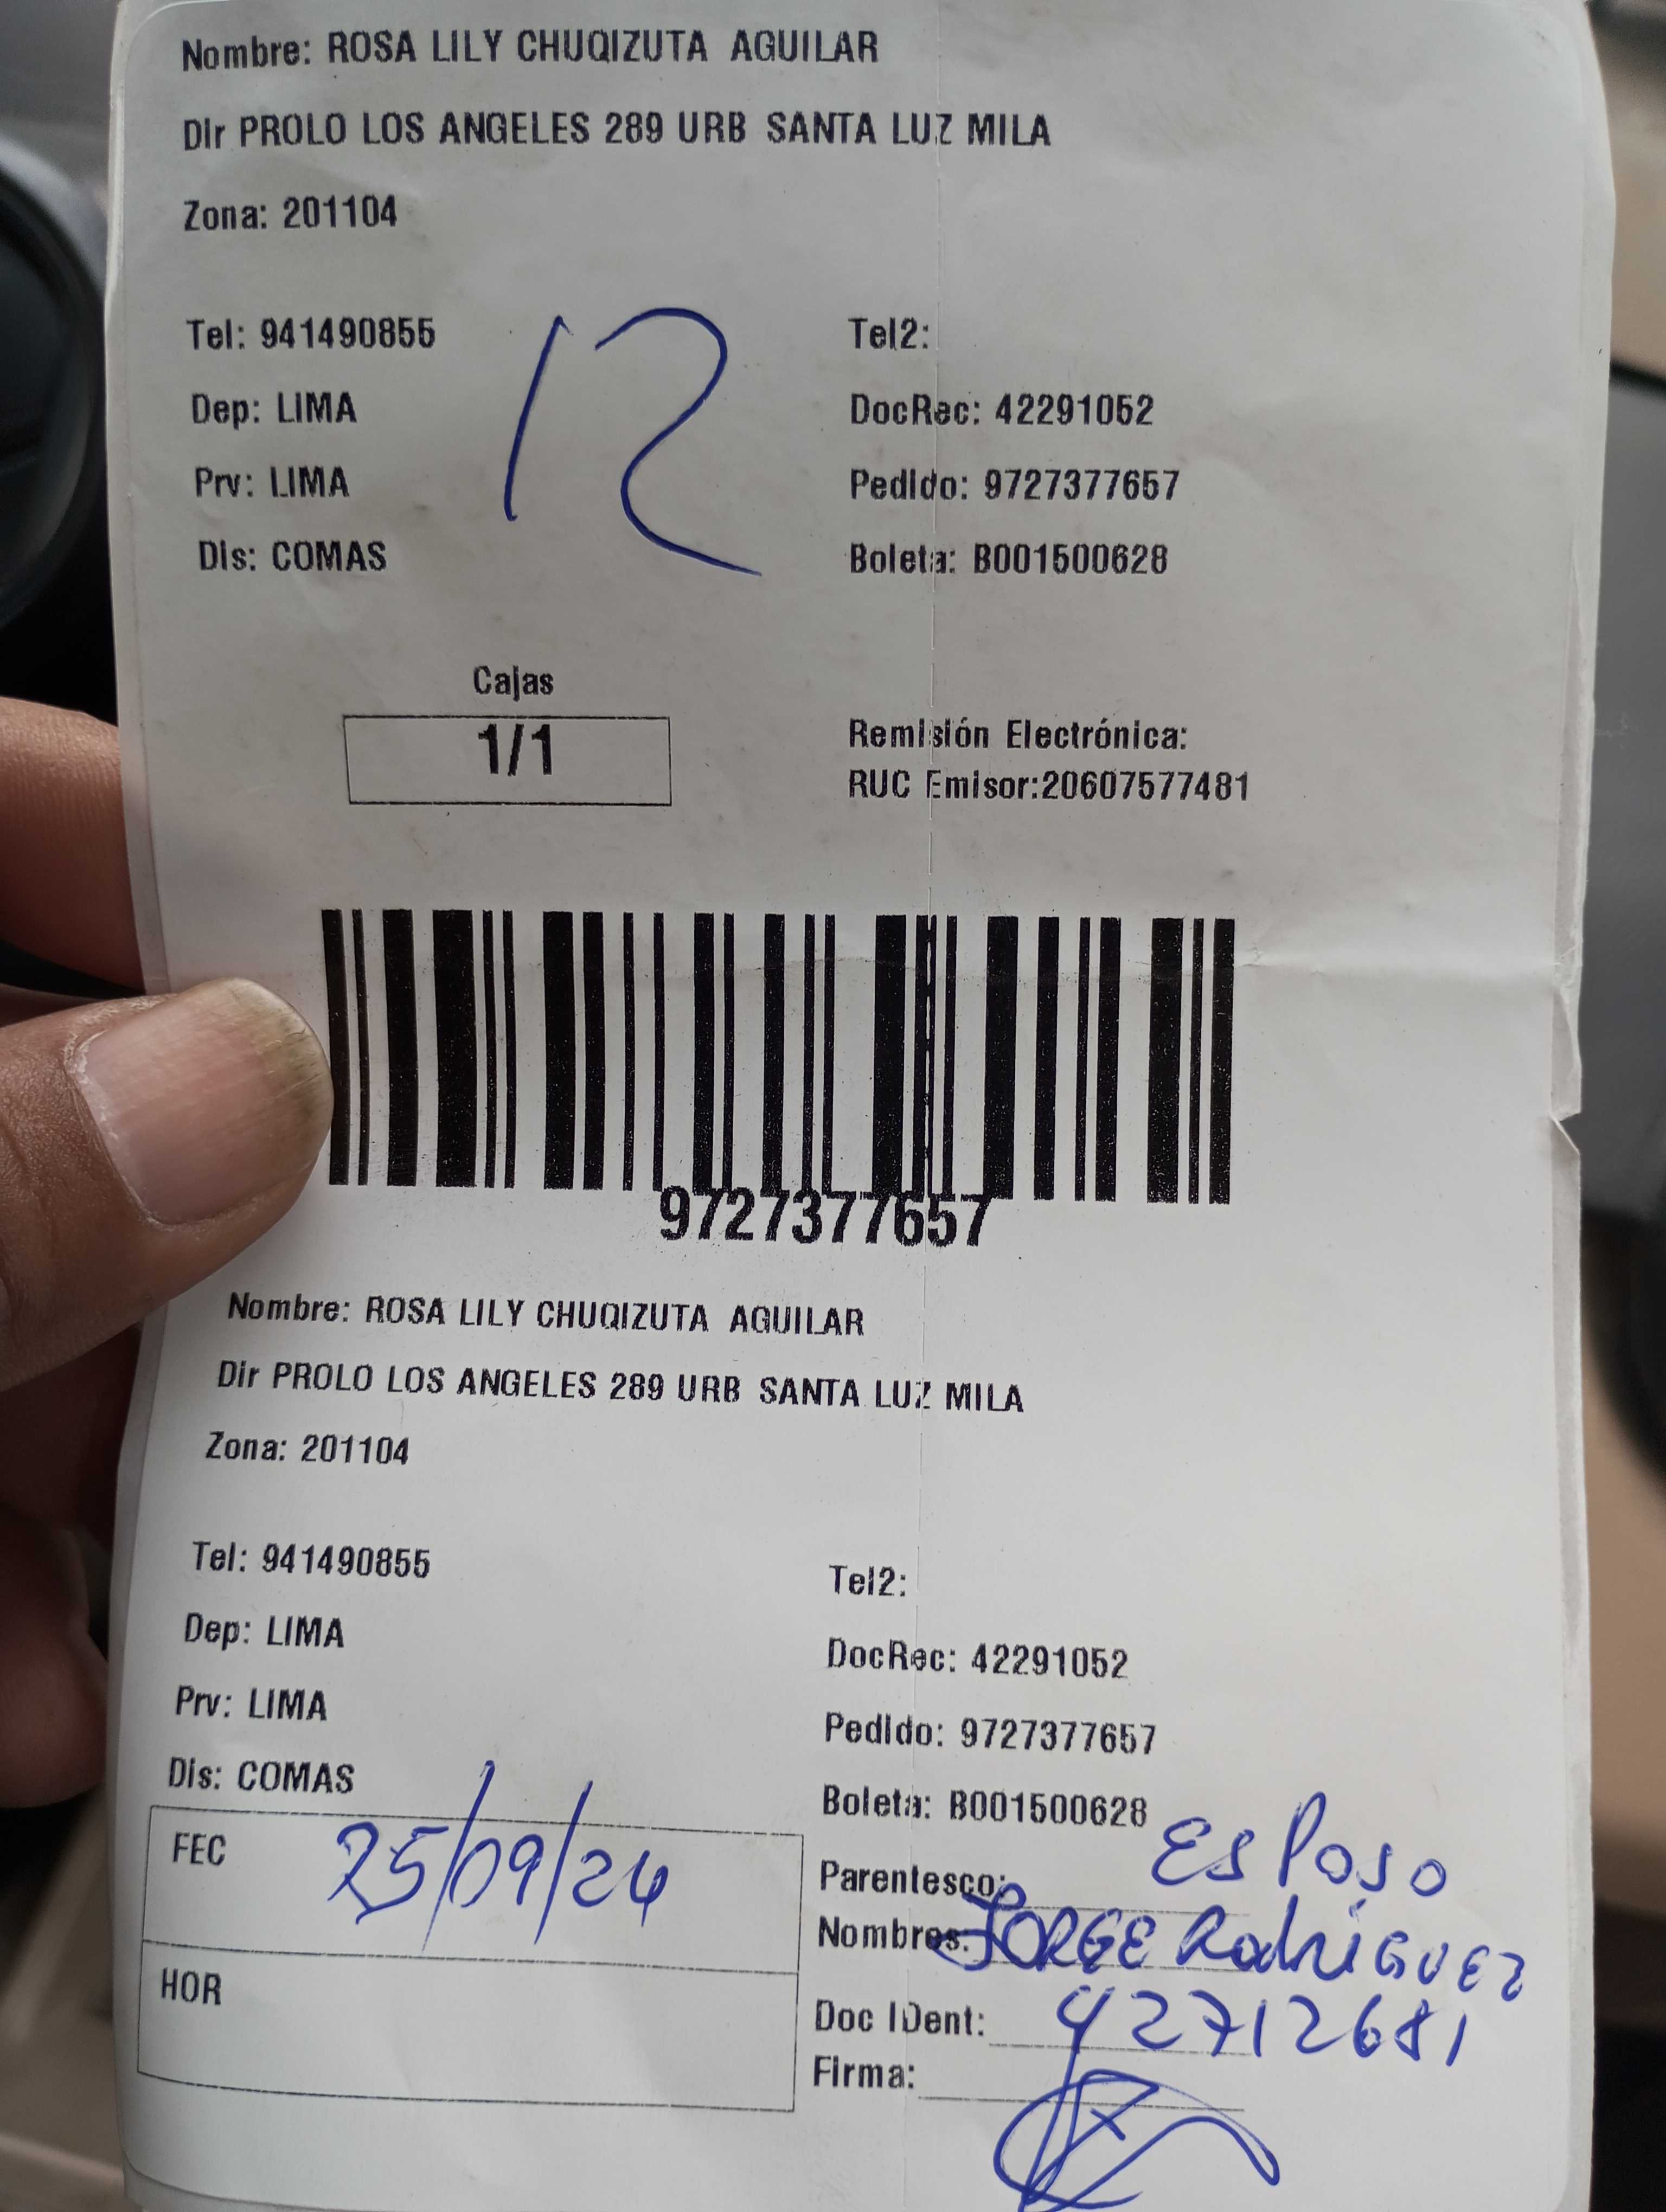 Nombre: ROSA LILY CHUQIZUTA AGUILAR
Dir PROLO LOS ANGELES 289 URB SANTA LUZ MILA
Zona: 201104
Tel: 941490855
Tel2:
12
Dep: LIMA
DocRec: 42291052
Prv: LIMA
Pedido: 9727377657
Dis: COMAS
Boleta: B001500628
Cajas
1/1
Remisión Electrónica:
RUC Emisor:20607577481
9727377657
Nombre: ROSA LILY CHUQIZUTA AGUILAR
Dir PROLO LOS ANGELES 289 URB SANTA LUZ MILA
Zona: 201104
Tel: 941490855
Tel2:
Dep: LIMA
DocRec: 42291052
Prv: LIMA
Pedido: 9727377657
Dis: COMAS
Boleta: B001500628
FEC 25/09/24
HOR
Parentesco: Esposo
Nombres: JORGE Rodriguez
Doc IDent: 42712681
Firma: